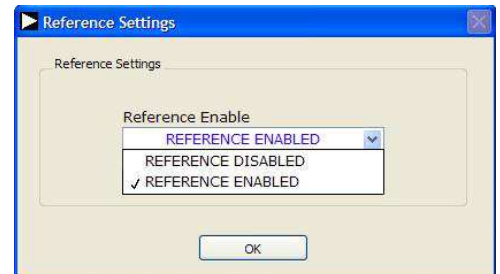 Reference Settings
Reference Settings
Reference Enable
REFERENCE ENABLED
REFERENCE DISABLED
✓ REFERENCE ENABLED
OK